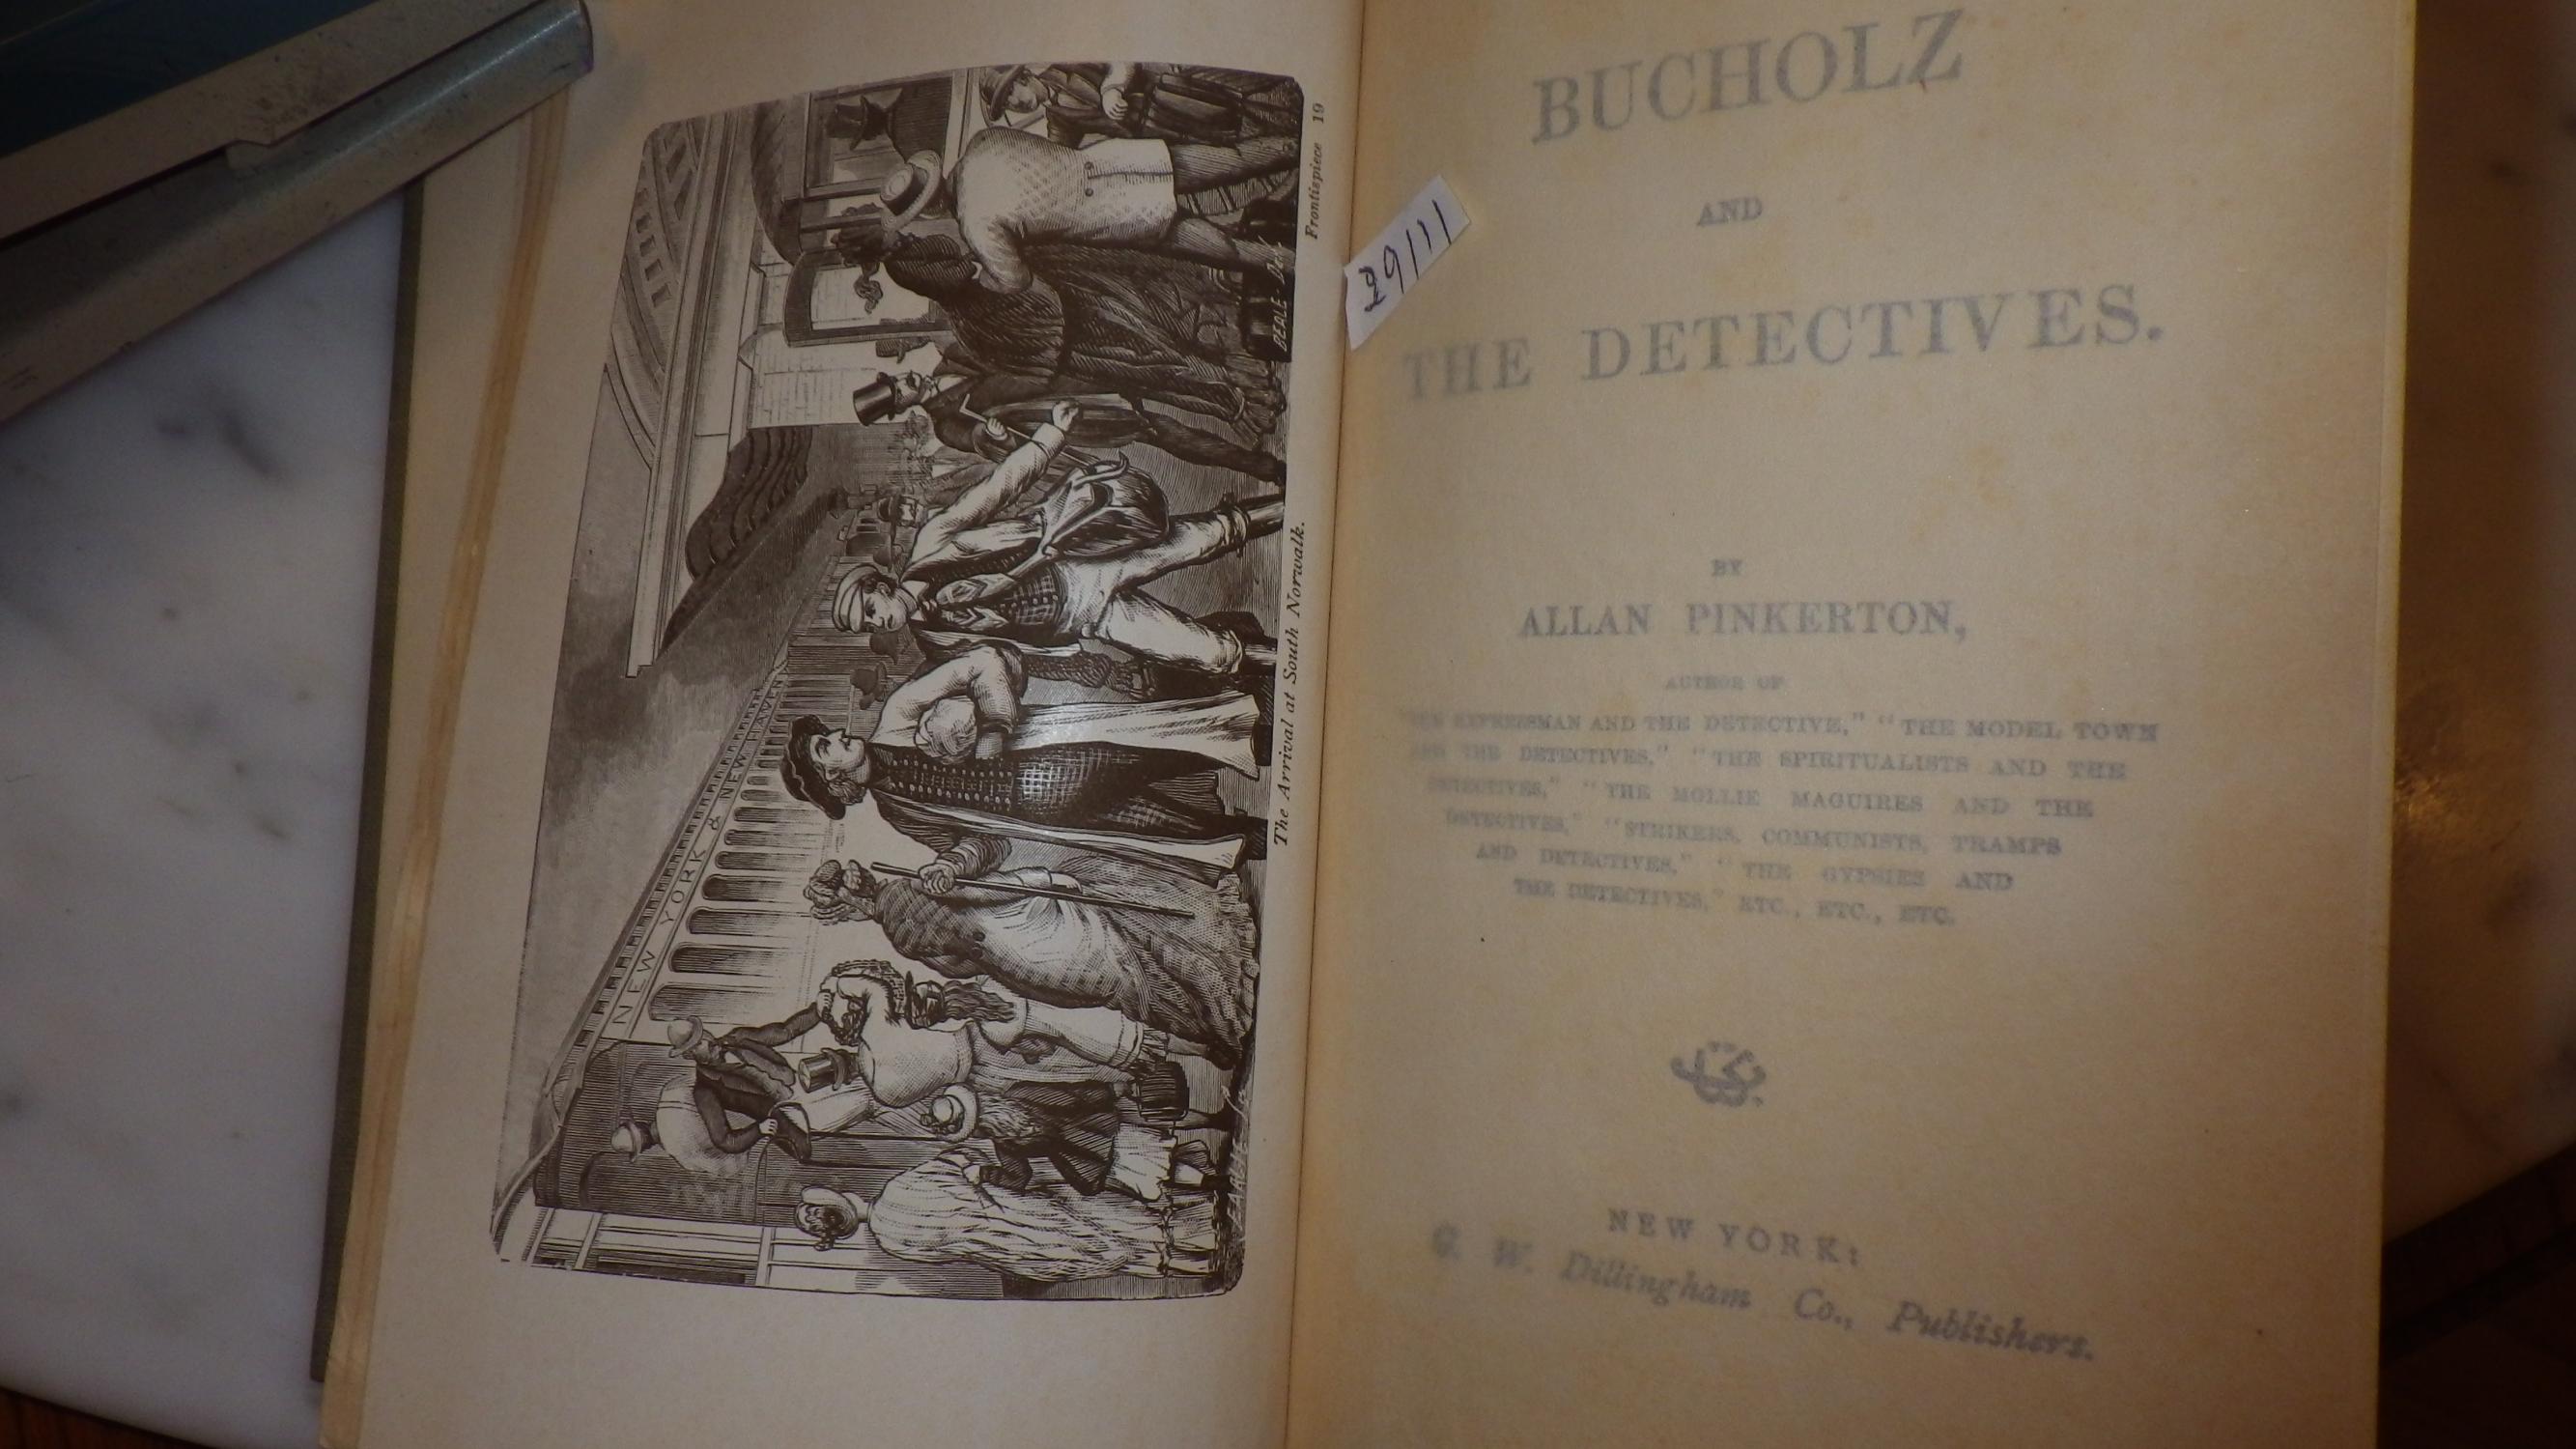 NEW YORK & NEW HAVEN
BEALE. Del.
The Arrival at South Norwalk.
Frontispiece 19
29/11
BUCHOLZ
AND
THE DETECTIVES.
BY
ALLAN PINKERTON,
AUTHOR OF
EXPRESSMAN AND THE DETECTIVE," "THE MODEL TOWN
AND THE DETECTIVES," "THE SPIRITUALISTS AND THE
DETECTIVES," "THE MOLLIE MAGUIRES AND THE
DETECTIVES," "STRIKERS, COMMUNISTS, TRAMPS
AND DETECTIVES," "THE GYPSIES AND
THE DETECTIVES," ETC., ETC., ETC.
NEW YORK:
G. W. Dillingham Co., Publishers.